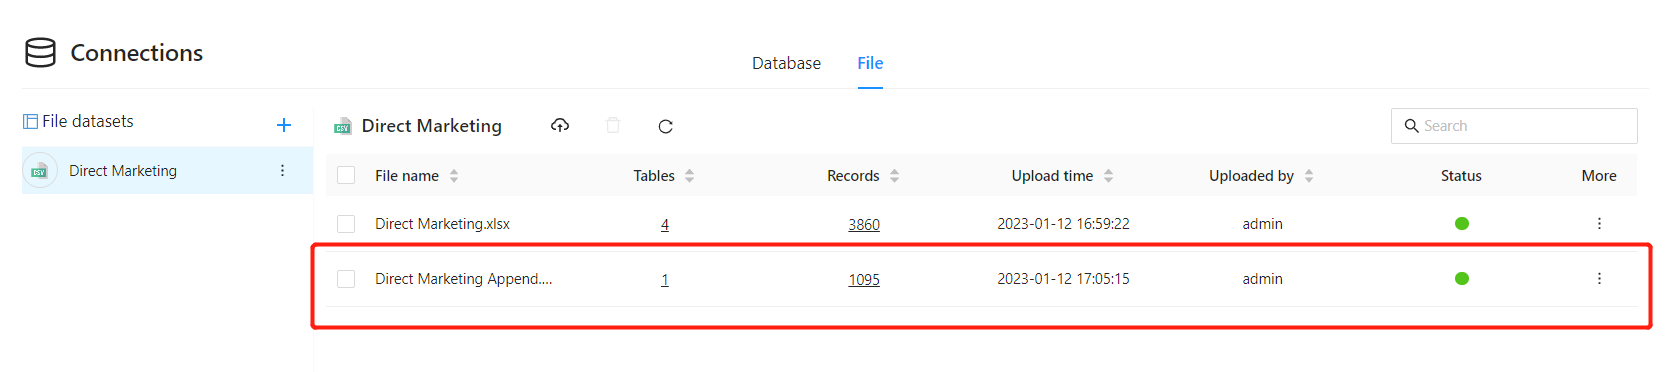 Connections
Database File
File datasets
Direct Marketing
CSV Direct Marketing
Search
File name Tables Records Upload time Uploaded by Status More
Direct Marketing.xlsx 4 3860 2023-01-12 16:59:22 admin
Direct Marketing Append.... 1 1095 2023-01-12 17:05:15 admin